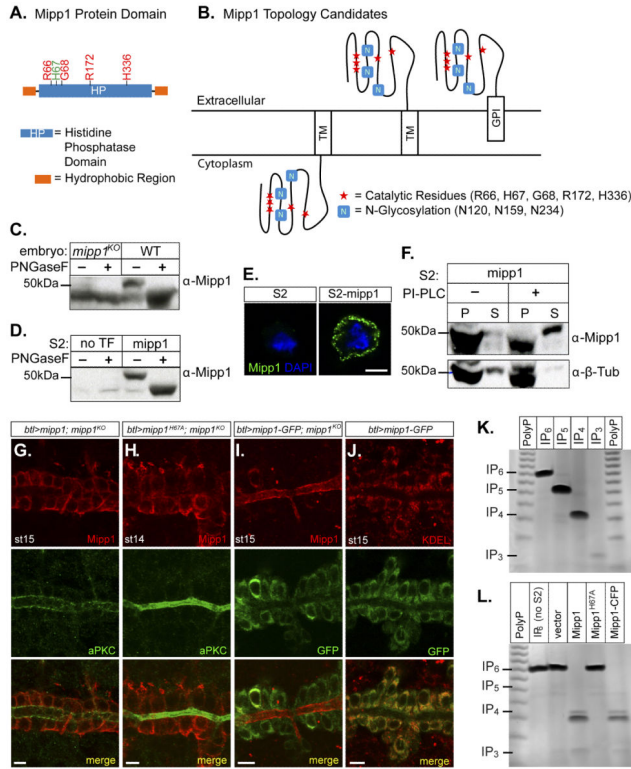 A. Mipp1 Protein Domain
R66
H67
G68
R172
H336
HP
HP = Histidine
Phosphatase
Domain
= Hydrophobic Region
B. Mipp1 Topology Candidates
Extracellular
Cytoplasm
N
N
N
N
N
N
N
N
N
TM
TM
GPI
= Catalytic Residues (R66, H67, G68, R172, H336)
N = N-Glycosylation (N120, N159, N234)
C.
embryo: mipp1KO WT
PNGaseF – + – +
50kDa
α-Mipp1
D.
S2: no TF mipp1
PNGaseF – + – +
50kDa
α-Mipp1
E.
S2 S2-mipp1
Mipp1 DAPI
F.
S2: mipp1
PI-PLC – +
P S P S
50kDa
α-Mipp1
50kDa
α-β-Tub
btl>mipp1; mipp1KO
btl>mipp1H67A; mipp1KO
btl>mipp1-GFP; mipp1KO
btl>mipp1-GFP
G. H. I. J.
st15 Mipp1 st14 Mipp1 st15 Mipp1 st15 KDEL
aPKC aPKC GFP GFP
merge merge merge merge
K.
PolyP IP6 IP5 IP4 IP3 PolyP
IP6
IP5
IP4
IP3
L.
PolyP IP6 (no S2) vector Mipp1 Mipp1H67A Mipp1-CFP
IP6
IP5
IP4
IP3